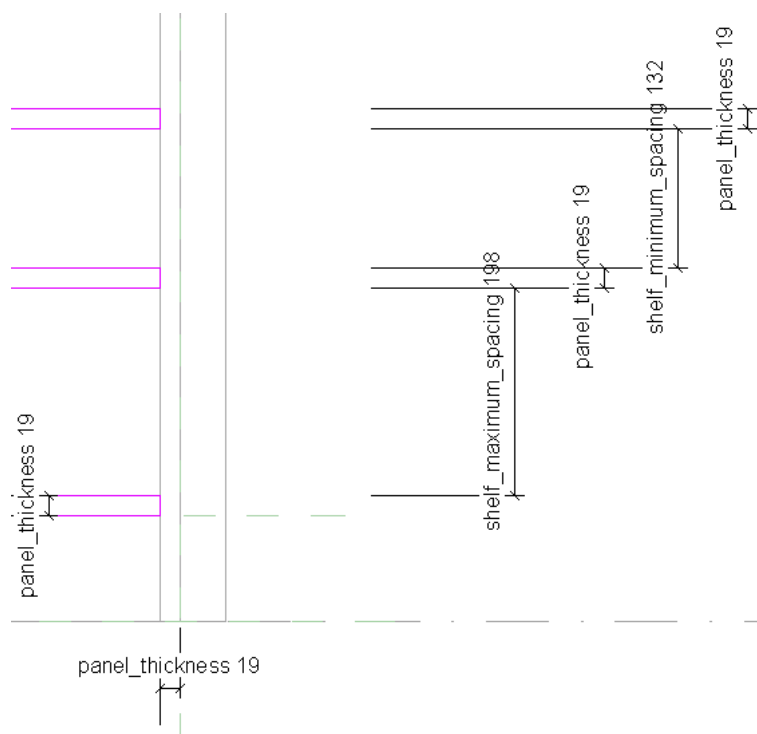 panel_thickness 19
shelf_minimum_spacing 132
panel_thickness 19
shelf_maximum_spacing 198
panel_thickness 19
panel_thickness 19